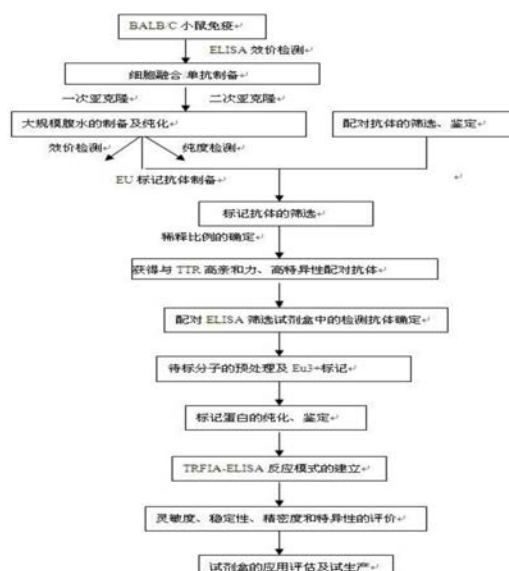 BALB/C 小鼠免疫
ELISA 效价检测
细胞融合 单抗制备
一次亚克隆 二次亚克隆
大规模腹水的制备及纯化 配对抗体的筛选、鉴定
效价检测 纯度检测
EU 标记抗体制备
标记抗体的筛选
稀释比例的确定
获得与 TTR 高亲和力、高特异性配对抗体
配对 ELISA 筛选试剂盒中的检测抗体确定
待标分子的预处理及 Eu3+标记
标记蛋白的纯化、鉴定
TRFIA-ELISA 反应模式的建立
灵敏度、稳定性、精密度和特异性的评价
试剂盒的应用评估及试生产